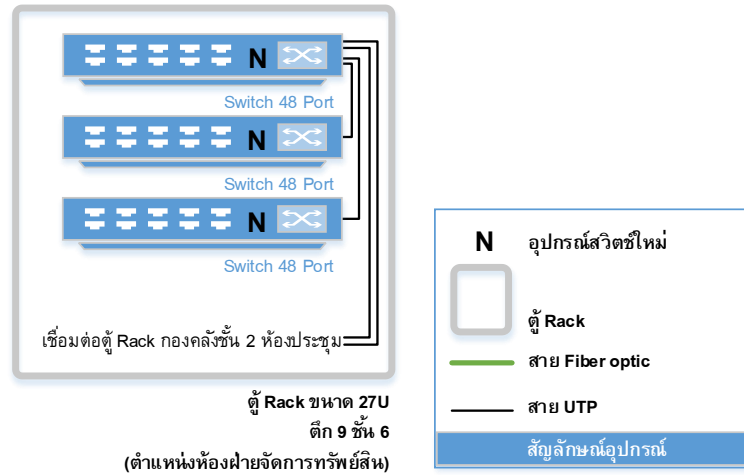 N
Switch 48 Port
N
Switch 48 Port
N
Switch 48 Port
เชื่อมต่อตู้ Rack กองคลังชั้น 2 ห้องประชุม
ตู้ Rack ขนาด 27U
ตึก 9 ชั้น 6
(ตำแหน่งห้องฝ่ายจัดการทรัพย์สิน)
N อุปกรณ์สวิตช์ใหม่
ตู้ Rack
สาย Fiber optic
สาย UTP
สัญลักษณ์อุปกรณ์